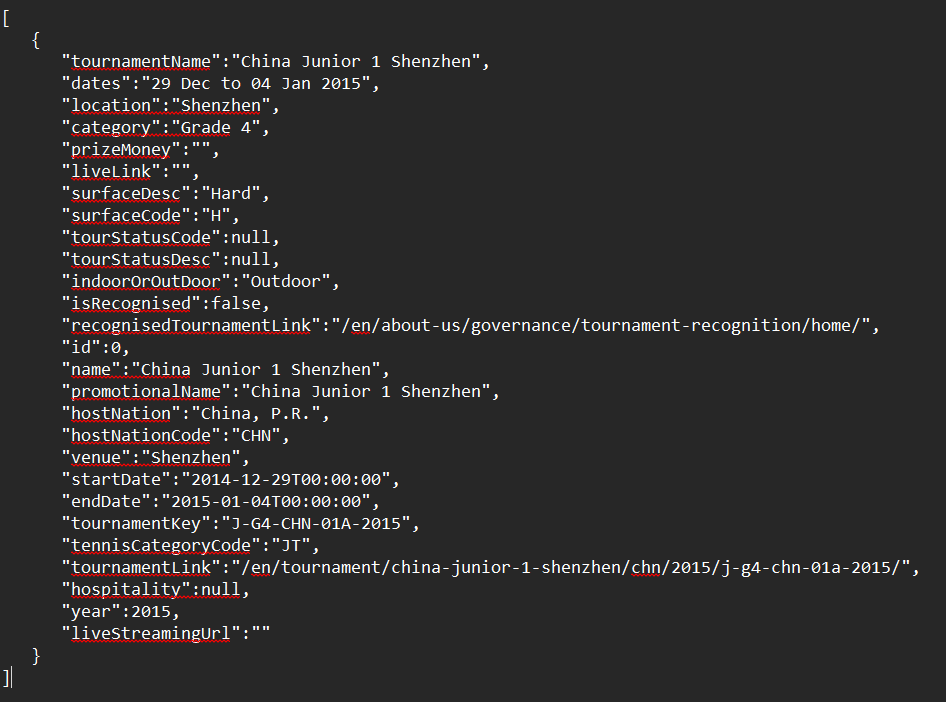 [
{
"tournamentName":"China Junior 1 Shenzhen",
"dates":"29 Dec to 04 Jan 2015",
"location":"Shenzhen",
"category":"Grade 4",
"prizeMoney":"",
"liveLink":"",
"surfaceDesc":"Hard",
"surfaceCode":"H",
"tourStatusCode":null,
"tourStatusDesc":null,
"indoorOrOutDoor":"Outdoor",
"isRecognised":false,
"recognisedTournamentLink":"/en/about-us/governance/tournament-recognition/home/",
"id":0,
"name":"China Junior 1 Shenzhen",
"promotionalName":"China Junior 1 Shenzhen",
"hostNation":"China, P.R.",
"hostNationCode":"CHN",
"venue":"Shenzhen",
"startDate":"2014-12-29T00:00:00",
"endDate":"2015-01-04T00:00:00",
"tournamentKey":"J-G4-CHN-01A-2015",
"tennisCategoryCode":"JT",
"tournamentLink":"/en/tournament/china-junior-1-shenzhen/chn/2015/j-g4-chn-01a-2015/",
"hospitality":null,
"year":2015,
"liveStreamingUrl":""
}
]